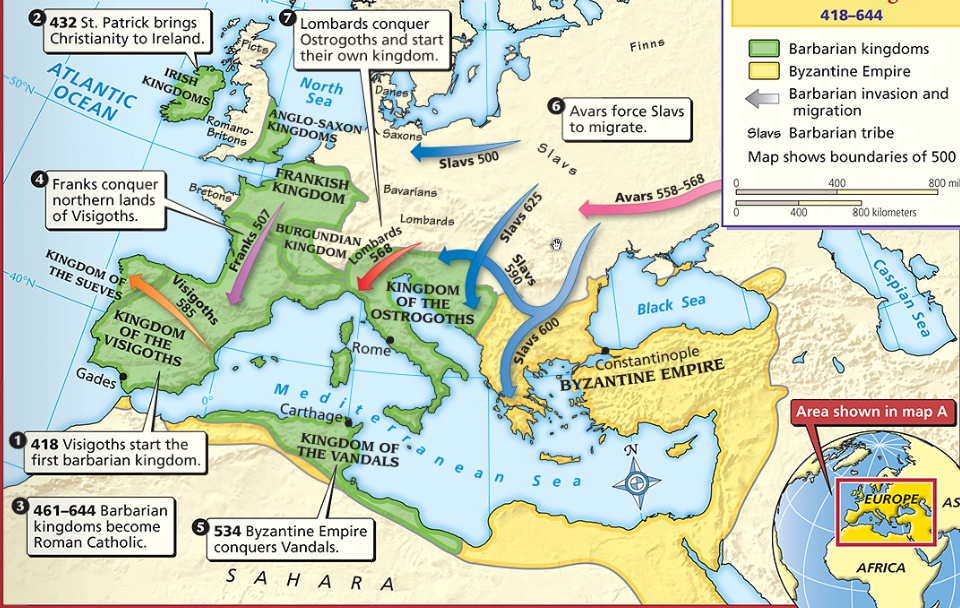 418–644
Barbarian kingdoms
Byzantine Empire
Barbarian invasion and
migration
Slavs Barbarian tribe
Map shows boundaries of 500
0 400 800 mil
0 400 800 kilometers
2 432 St. Patrick brings
Christianity to Ireland.
7 Lombards conquer
Ostrogoths and start
their own kingdom.
Picts
Finns
ATLANTIC
OCEAN
50°N
IRISH
KINGDOMS
North
Sea
Danes
6 Avars force Slavs
to migrate.
Romano-
Britons
ANGLO-SAXON
KINGDOMS
Saxons
Slavs 500
Slavs
4 Franks conquer
northern lands
of Visigoths.
Bretons
FRANKISH
KINGDOM
Bavarians
Avars 558–568
Lombards
Slavs 625
Franks 507
BURGUNDIAN
KINGDOM
Lombards
568
Slavs
590
KINGDOM OF
THE SUEVES
40°N
Visigoths
585
KINGDOM
OF THE
OSTROGOTHS
Black Sea
Caspian Sea
KINGDOM
OF THE
VISIGOTHS
Rome
Slavs 600
Constantinople
BYZANTINE EMPIRE
Gades
0°
Mediterranean Sea
Carthage
KINGDOM OF
THE VANDALS
N
Area shown in map A
1 418 Visigoths start the
first barbarian kingdom.
3 461–644 Barbarian
kingdoms become
Roman Catholic.
5 534 Byzantine Empire
conquers Vandals.
SAHARA
EUROPE
AS
AFRICA